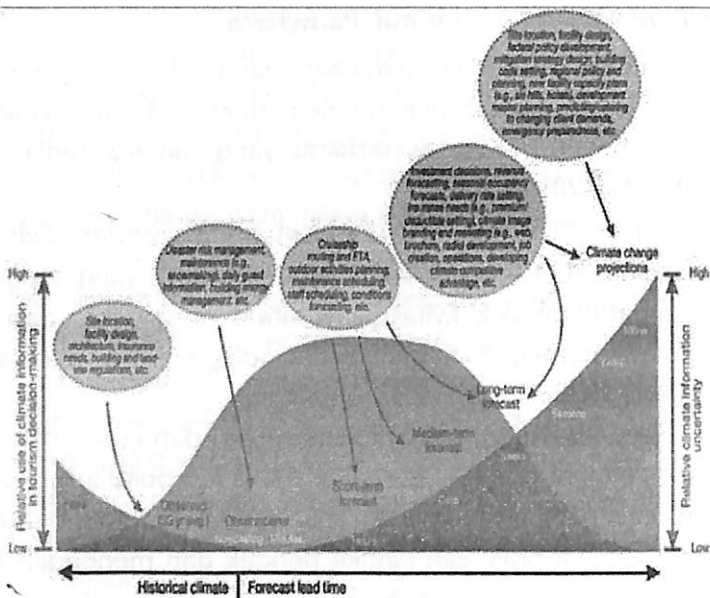 Site location, facility design,
federal policy development,
mitigation strategy design, building
code setting, regional policy and
planning, new facility capacity plans
(e.g., ski hills, hotels), development
master planning, predicting/catering
to changing client demands,
emergency preparedness, etc.
Investment decisions, revenue
forecasting, seasonal occupancy
forecasts, delivery rate setting,
insurance needs (e.g., premium/
deductible setting), climate image
branding and marketing (e.g., web,
brochure, radio) development, job
creation, operations, developing
climate competitive
advantage, etc.
Cruiseship
routing and ETA,
outdoor activities planning,
maintenance scheduling,
staff scheduling, conditions
forecasting, etc.
Disaster risk management,
maintenance (e.g.,
snowmaking), daily guest
information, building energy
management, etc.
Site location,
facility design,
architecture, insurance
needs, building and land-
use regulations, etc.
Climate change
projections
High
High
Relative use of climate information
in tourism decision-making
Relative climate information
uncertainty
Long-term
forecast
Medium-term
forecast
Short-term
forecast
Observations
Low
Low
Historical climate
Forecast lead time